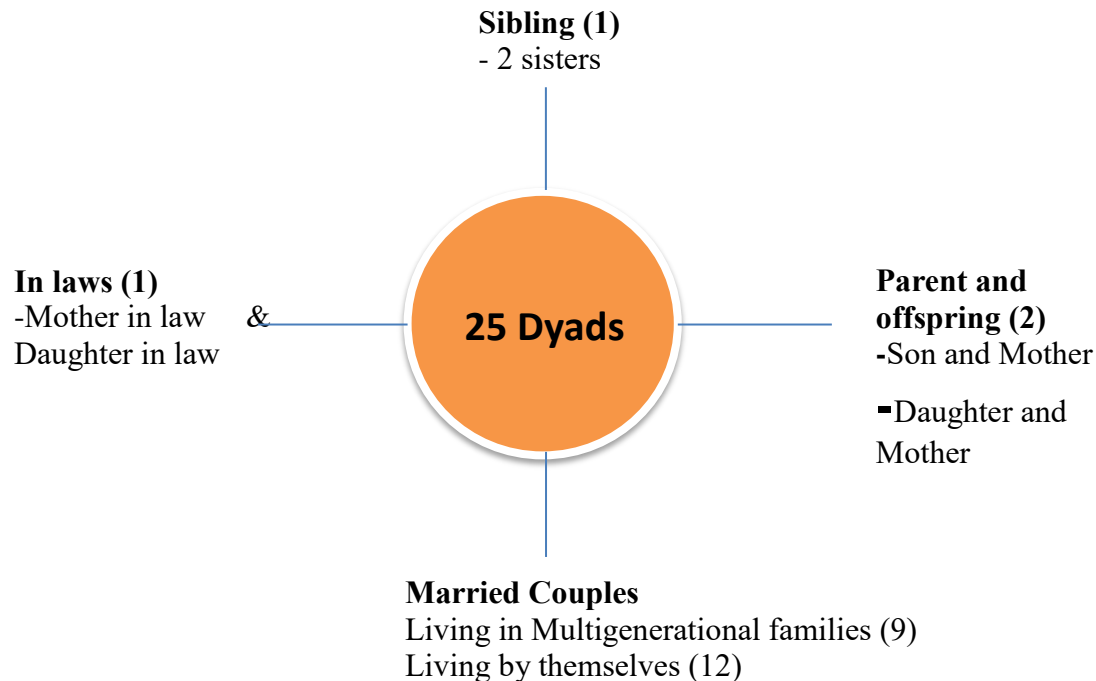 Sibling (1)
- 2 sisters
In laws (1)
-Mother in law &
Daughter in law
25 Dyads
Parent and
offspring (2)
-Son and Mother
-Daughter and
Mother
Married Couples
Living in Multigenerational families (9)
Living by themselves (12)